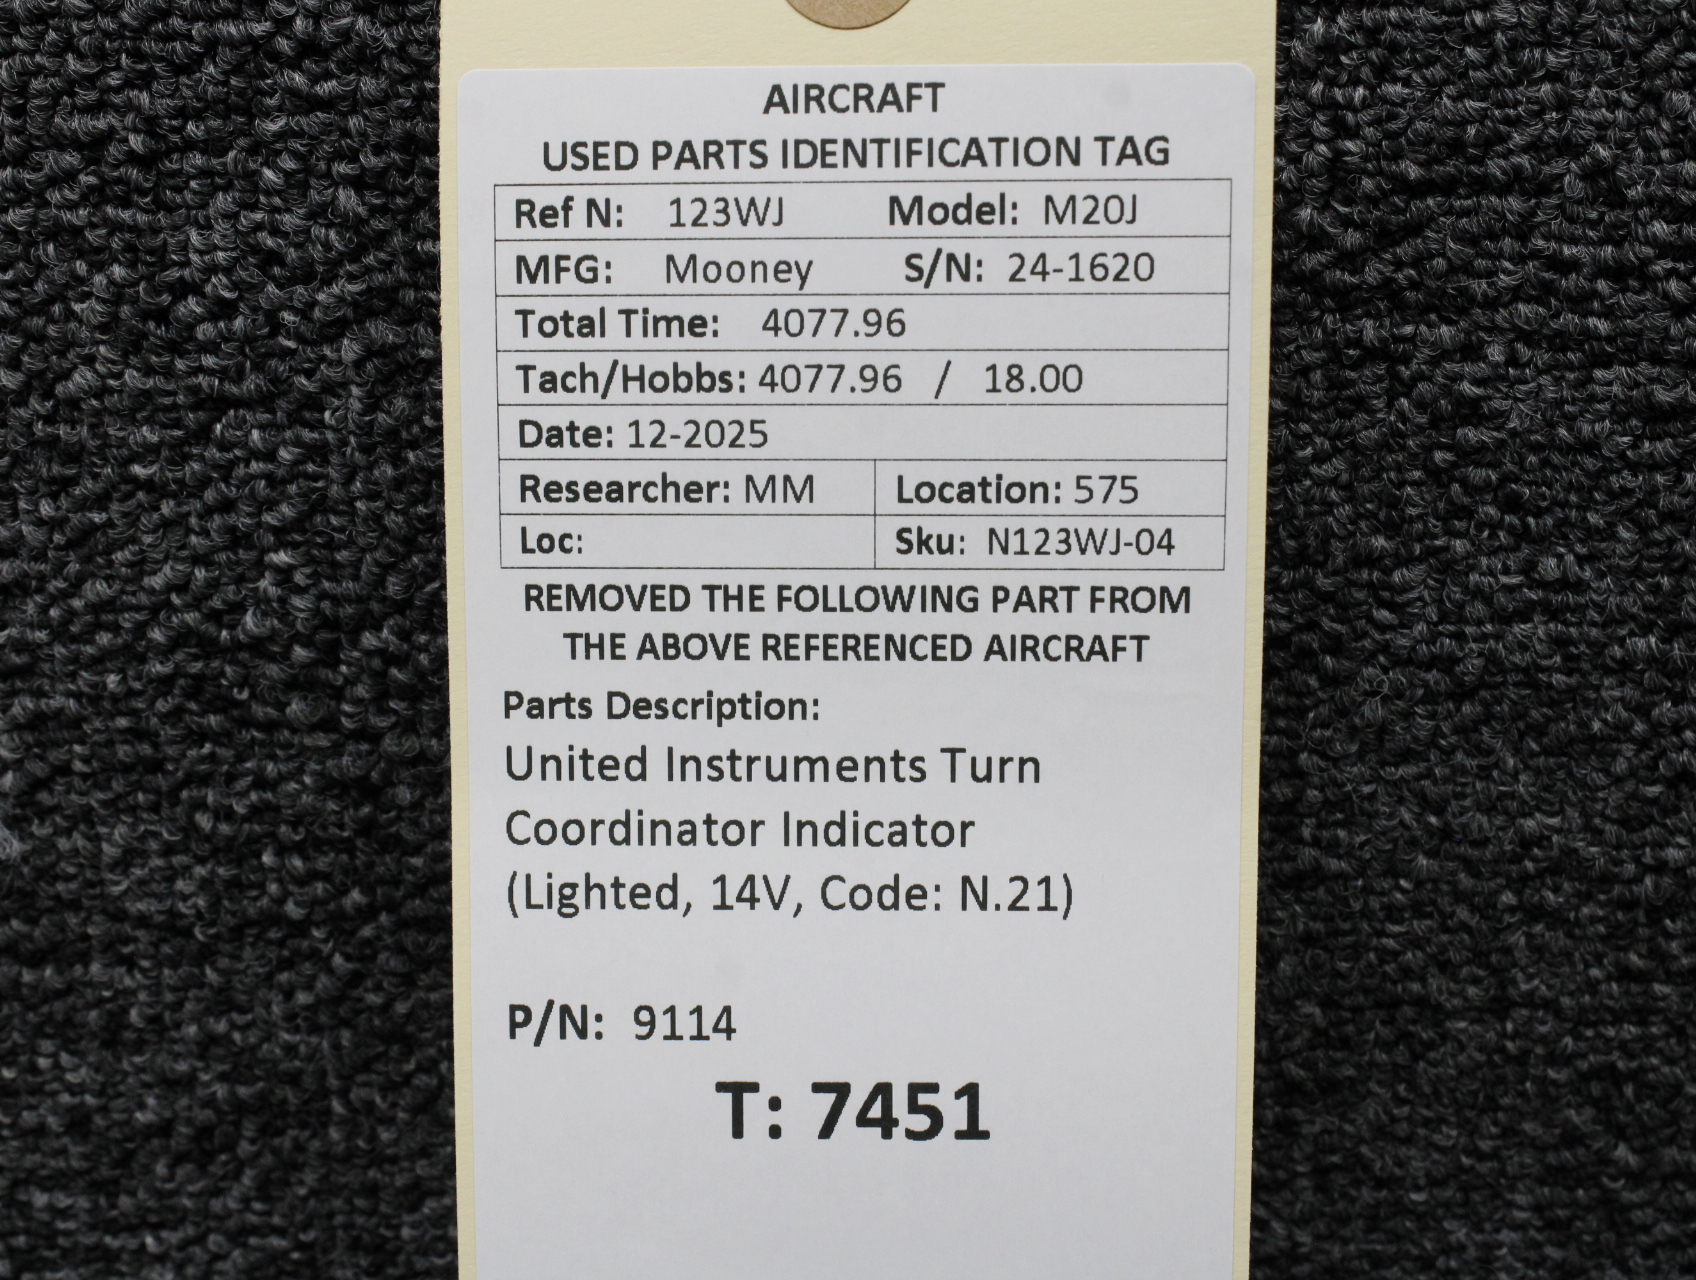 AIRCRAFT
USED PARTS IDENTIFICATION TAG
Ref N: 123WJ Model: M20J
MFG: Mooney S/N: 24-1620
Total Time: 4077.96
Tach/Hobbs: 4077.96 / 18.00
Date: 12-2025
Researcher: MM Location: 575
Loc: Sku: N123WJ-04
REMOVED THE FOLLOWING PART FROM
THE ABOVE REFERENCED AIRCRAFT
Parts Description:
United Instruments Turn
Coordinator Indicator
(Lighted, 14V, Code: N.21)
P/N: 9114
T: 7451